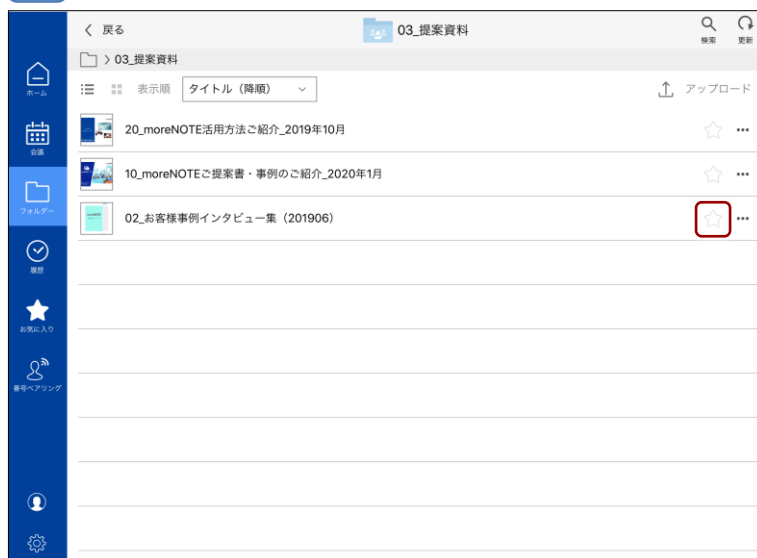 戻る
03_提案資料
検索
更新
03_提案資料
ホーム
表示順
タイトル（降順）
アップロード
20_moreNOTE活用方法ご紹介_2019年10月
会議
10_moreNOTEご提案書・事例のご紹介_2020年1月
フォルダー
02_お客様事例インタビュー集（201906）
履歴
お気に入り
番号ペアリング